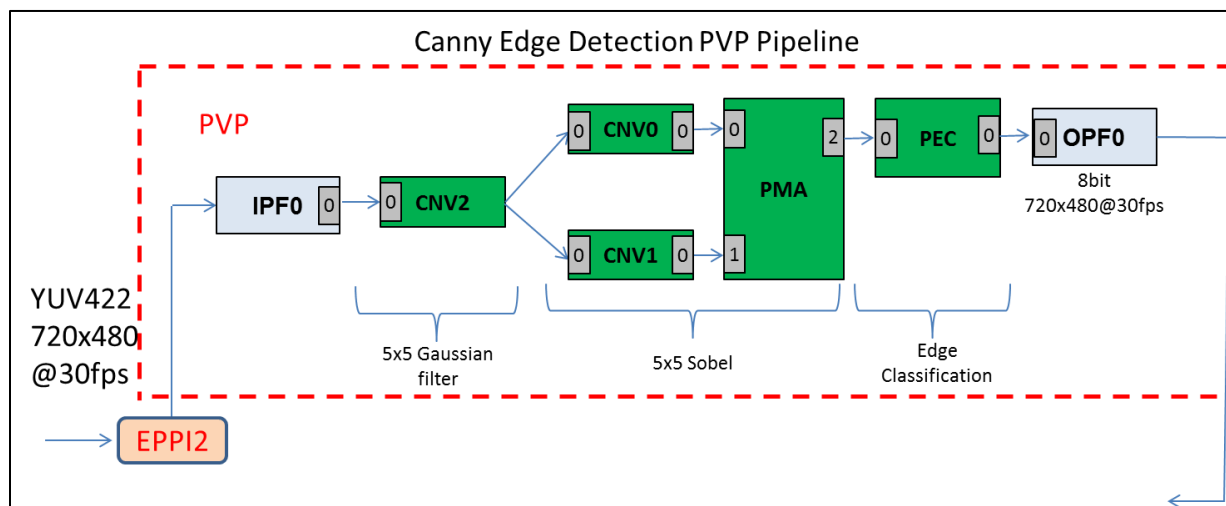 Canny Edge Detection PVP Pipeline
PVP
IPF0
0
0
CNV2
0
CNV0
0
0
CNV1
0
0
1
PMA
2
0
PEC
0
0
OPF0
8bit
720x480@30fps
YUV422
720x480
@30fps
5x5 Gaussian
filter
5x5 Sobel
Edge
Classification
EPPI2